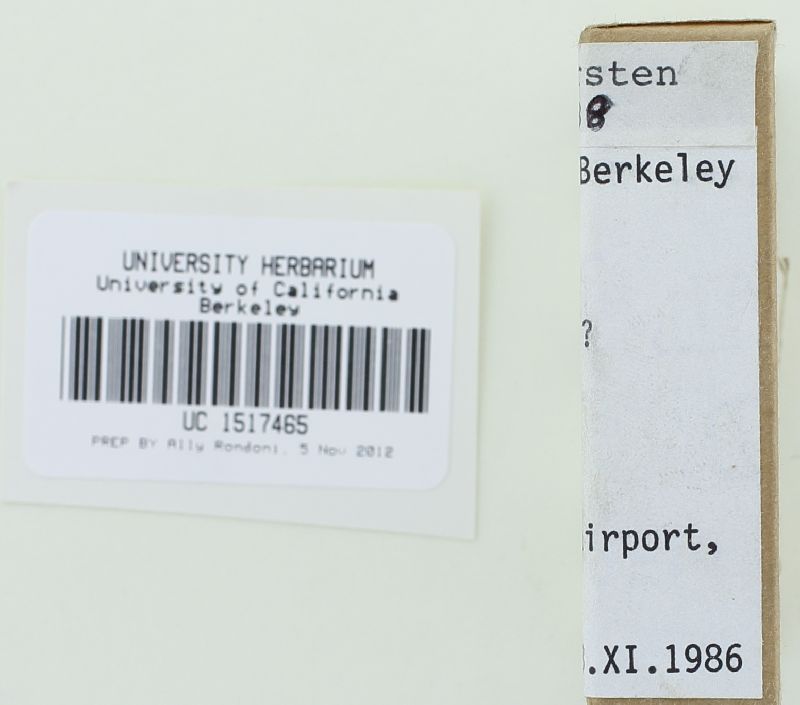 UNIVERSITY HERBARIUM
University of California
Berkeley
UC 1517465
PREP BY Ally Rondoni, 5 Nov 2012
rsten
8
Berkeley
?
irport,
.XI.1986